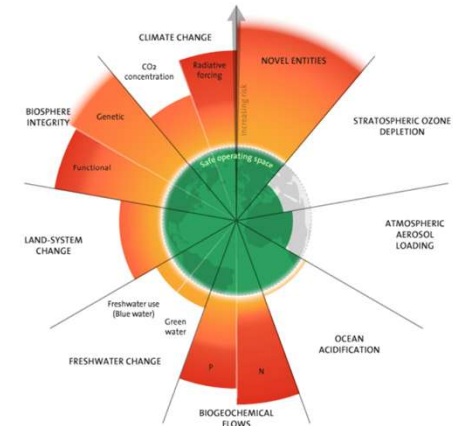 CLIMATE CHANGE
CO₂
concentration
Radiative
forcing
NOVEL ENTITIES
Increasing risk
STRATOSPHERIC OZONE
DEPLETION
BIOSPHERE
INTEGRITY
Genetic
Functional
Safe operating space
ATMOSPHERIC
AEROSOL
LOADING
LAND-SYSTEM
CHANGE
Freshwater use
(Blue water)
Green
water
OCEAN
ACIDIFICATION
FRESHWATER CHANGE
P
N
BIOGEOCHEMICAL
FLOWS